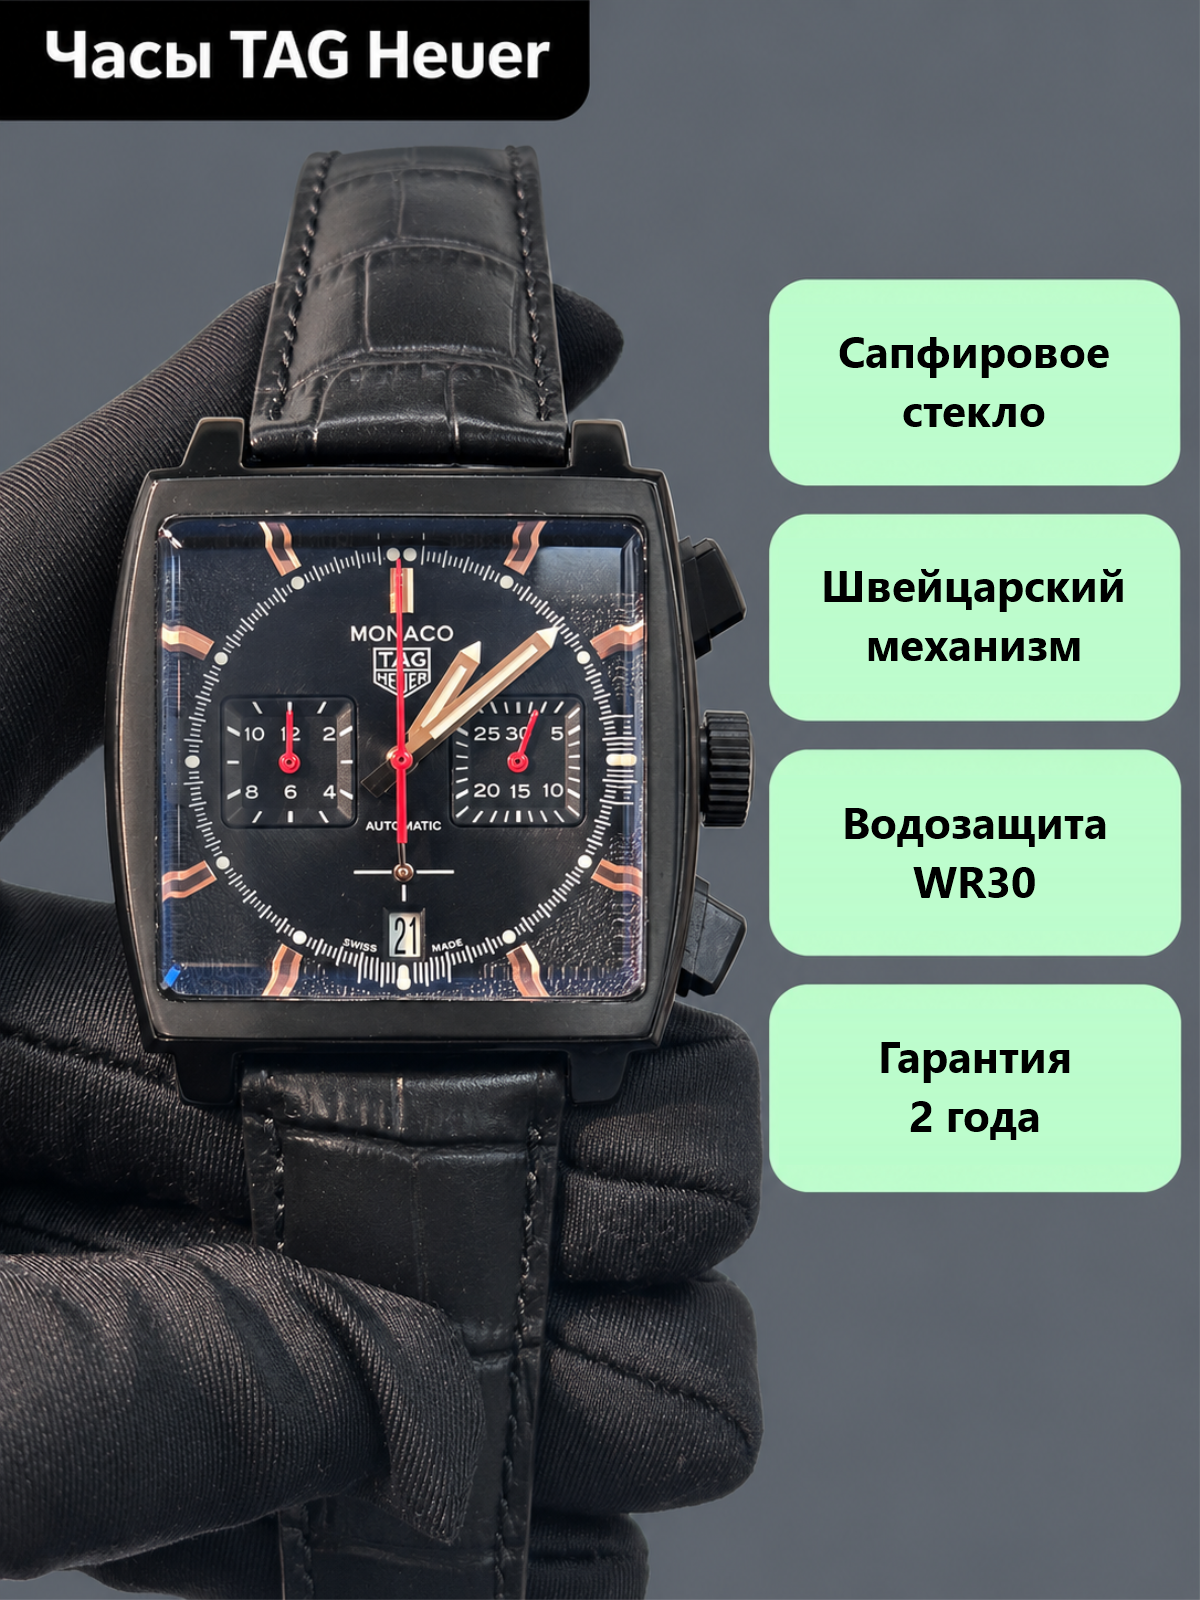 Часы TAG Heuer
Сапфировое
стекло
Швейцарский
механизм
Водозащита
WR30
Гарантия
2 года
MONACO
TAG
HEUER
10 12 2
8 6 4
25 30 5
20 15 10
AUTOMATIC
21
SWISS MADE